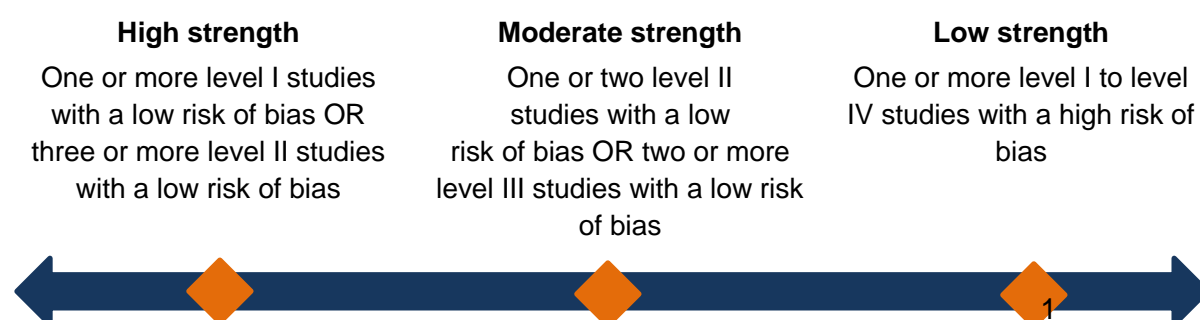 High strength
One or more level I studies
with a low risk of bias OR
three or more level II studies
with a low risk of bias
Moderate strength
One or two level II
studies with a low
risk of bias OR two or more
level III studies with a low risk
of bias
Low strength
One or more level I to level
IV studies with a high risk of
bias
1